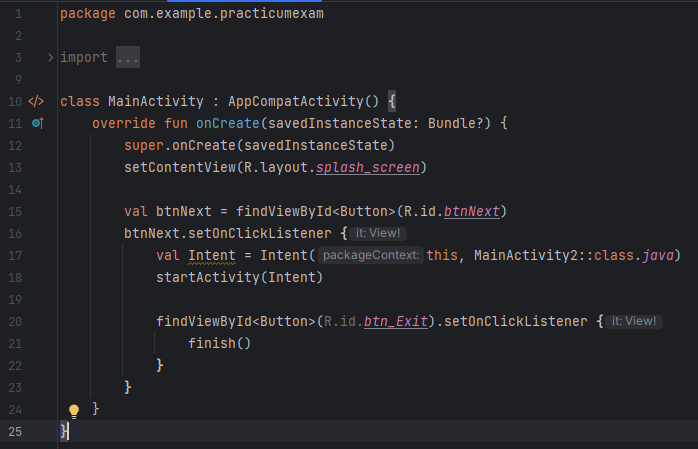 1 package com.example.practicumexam
2
3 import ...
9
10 class MainActivity : AppCompatActivity() {
11 override fun onCreate(savedInstanceState: Bundle?) {
12 super.onCreate(savedInstanceState)
13 setContentView(R.layout.splash_screen)
14
15 val btnNext = findViewById<Button>(R.id.btnNext)
16 btnNext.setOnClickListener { it: View!
17 val Intent = Intent( packageContext: this, MainActivity2::class.java)
18 startActivity(Intent)
19
20 findViewById<Button>(R.id.btn_Exit).setOnClickListener { it: View!
21 finish()
22 }
23 }
24 }
25 }